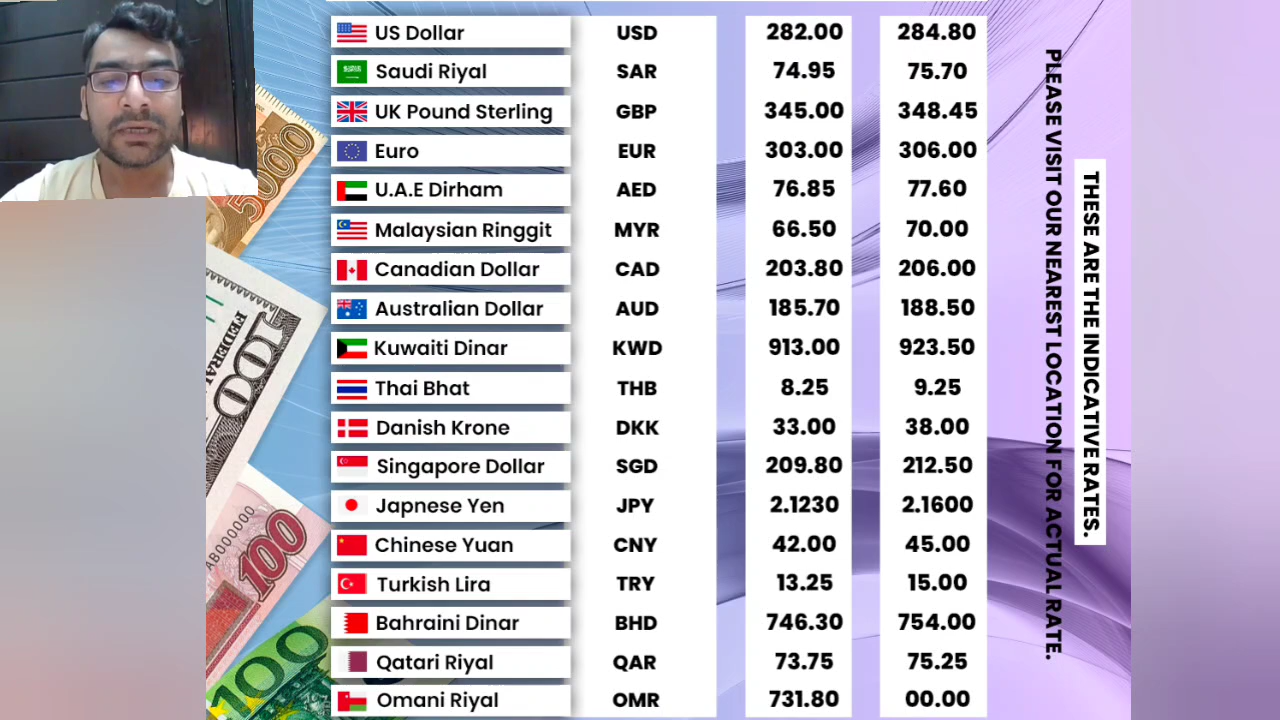 US Dollar USD 282.00 284.80
Saudi Riyal SAR 74.95 75.70
UK Pound Sterling GBP 345.00 348.45
Euro EUR 303.00 306.00
U.A.E Dirham AED 76.85 77.60
Malaysian Ringgit MYR 66.50 70.00
Canadian Dollar CAD 203.80 206.00
Australian Dollar AUD 185.70 188.50
Kuwaiti Dinar KWD 913.00 923.50
Thai Bhat THB 8.25 9.25
Danish Krone DKK 33.00 38.00
Singapore Dollar SGD 209.80 212.50
Japnese Yen JPY 2.1230 2.1600
Chinese Yuan CNY 42.00 45.00
Turkish Lira TRY 13.25 15.00
Bahraini Dinar BHD 746.30 754.00
Qatari Riyal QAR 73.75 75.25
Omani Riyal OMR 731.80 00.00
THESE ARE THE INDICATIVE RATES.
PLEASE VISIT OUR NEAREST LOCATION FOR ACTUAL RATE.
5000
100
FEDERAL
AB000000
100
100